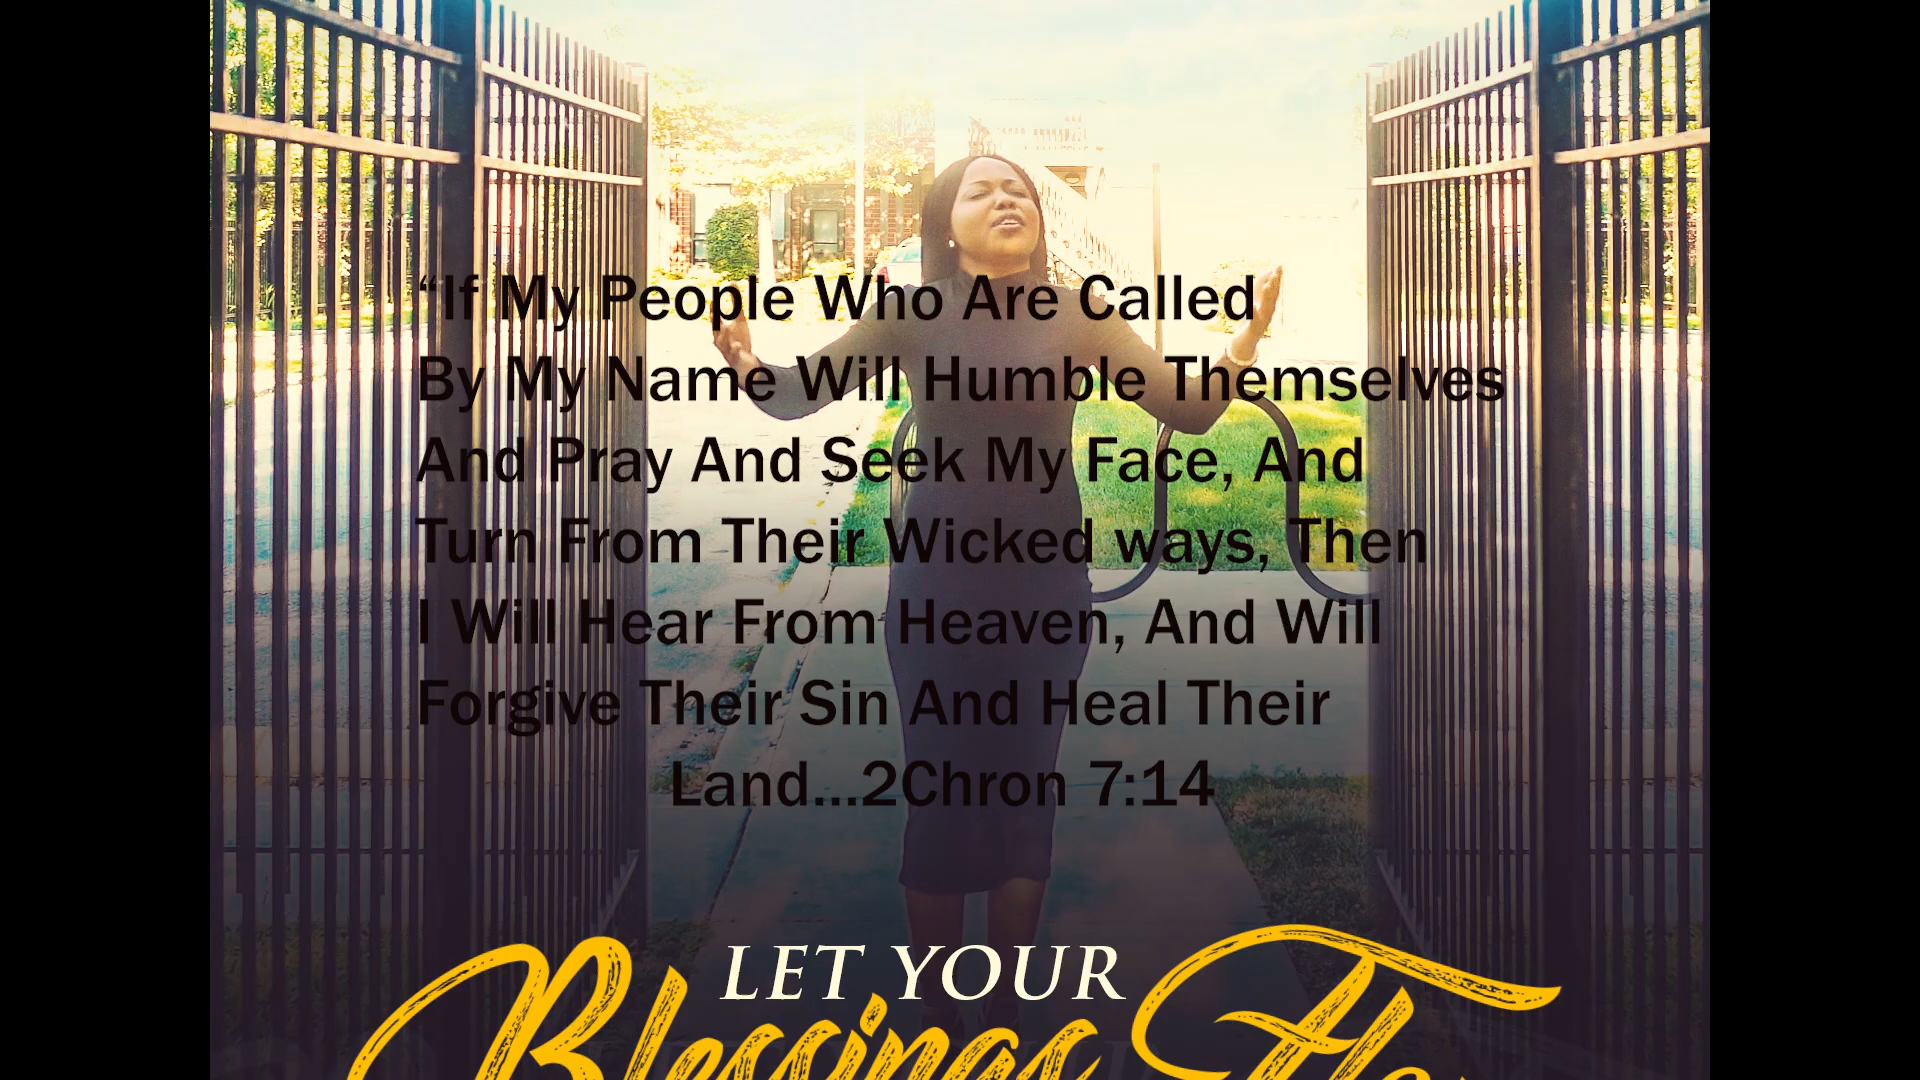 “If My People Who Are Called
By My Name Will Humble Themselves
And Pray And Seek My Face, And
Turn From Their Wicked ways, Then
I Will Hear From Heaven, And Will
Forgive Their Sin And Heal Their
Land...2Chron 7:14
LET YOUR
Blessings